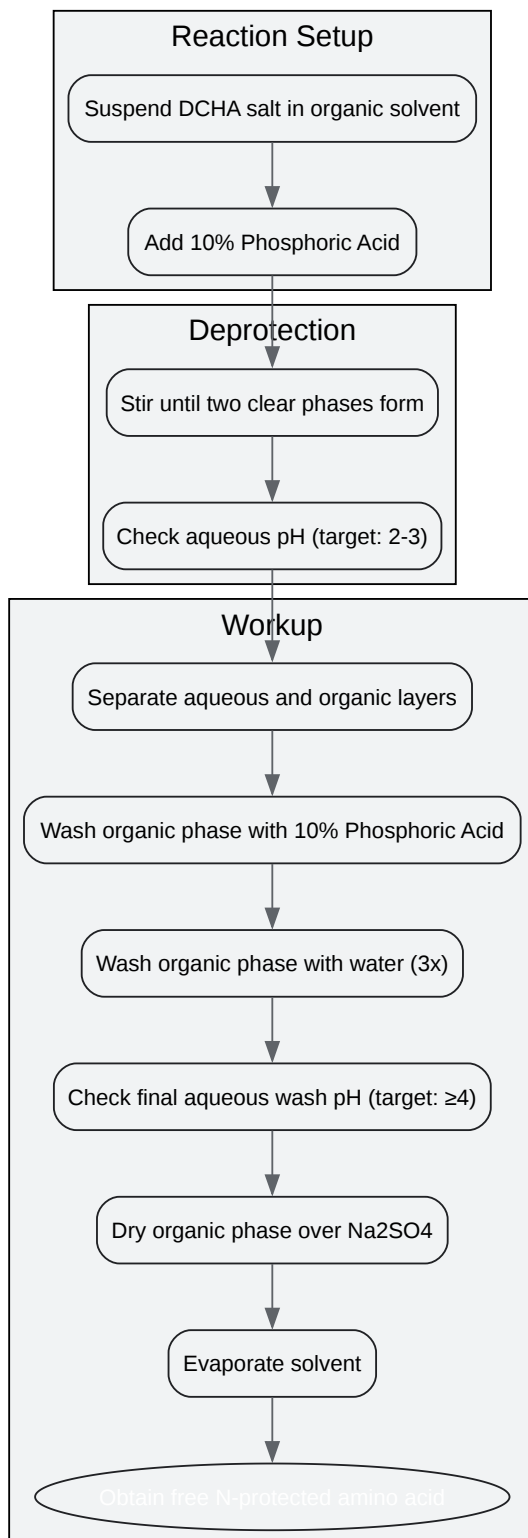 Reaction Setup
Suspend DCHA salt in organic solvent
Add 10% Phosphoric Acid
Deprotection
Stir until two clear phases form
Check aqueous pH (target: 2-3)
Workup
Separate aqueous and organic layers
Wash organic phase with 10% Phosphoric Acid
Wash organic phase with water (3x)
Check final aqueous wash pH (target: ≥4)
Dry organic phase over Na2SO4
Evaporate solvent
Obtain free N-protected amino acid